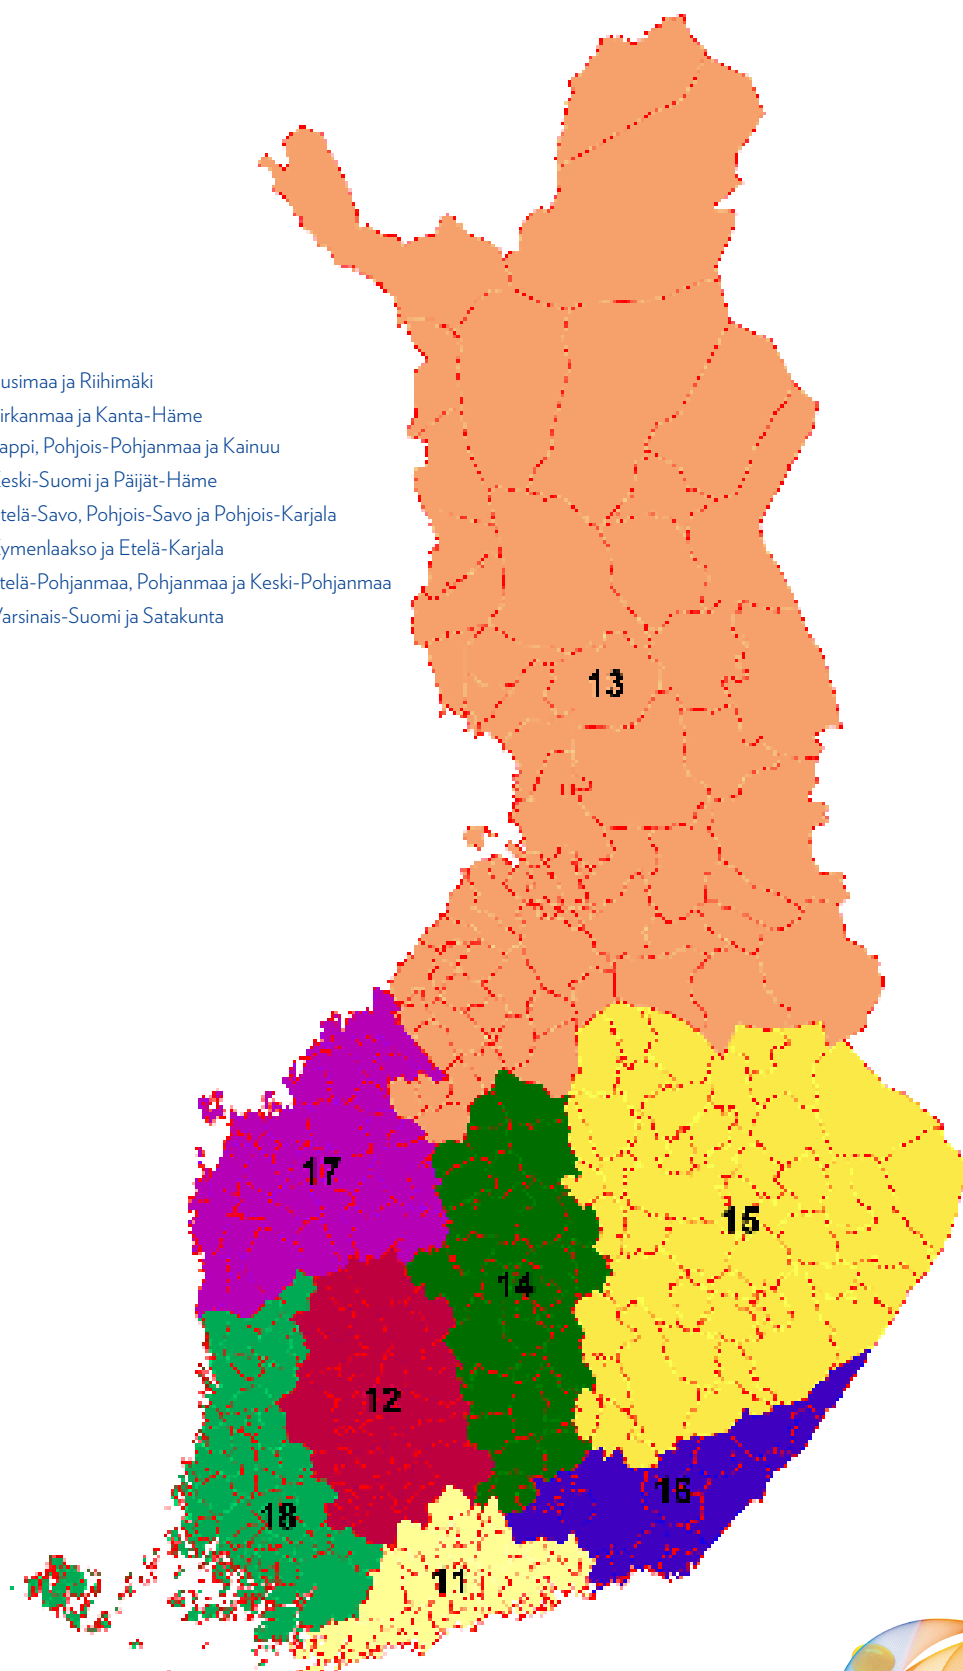 usimaa ja Riihimäki
irkanmaa ja Kanta-Häme
appi, Pohjois-Pohjanmaa ja Kainuu
eski-Suomi ja Päijät-Häme
telä-Savo, Pohjois-Savo ja Pohjois-Karjala
ymenlaakso ja Etelä-Karjala
telä-Pohjanmaa, Pohjanmaa ja Keski-Pohjanmaa
arsinais-Suomi ja Satakunta
13
17
15
14
12
16
18
11